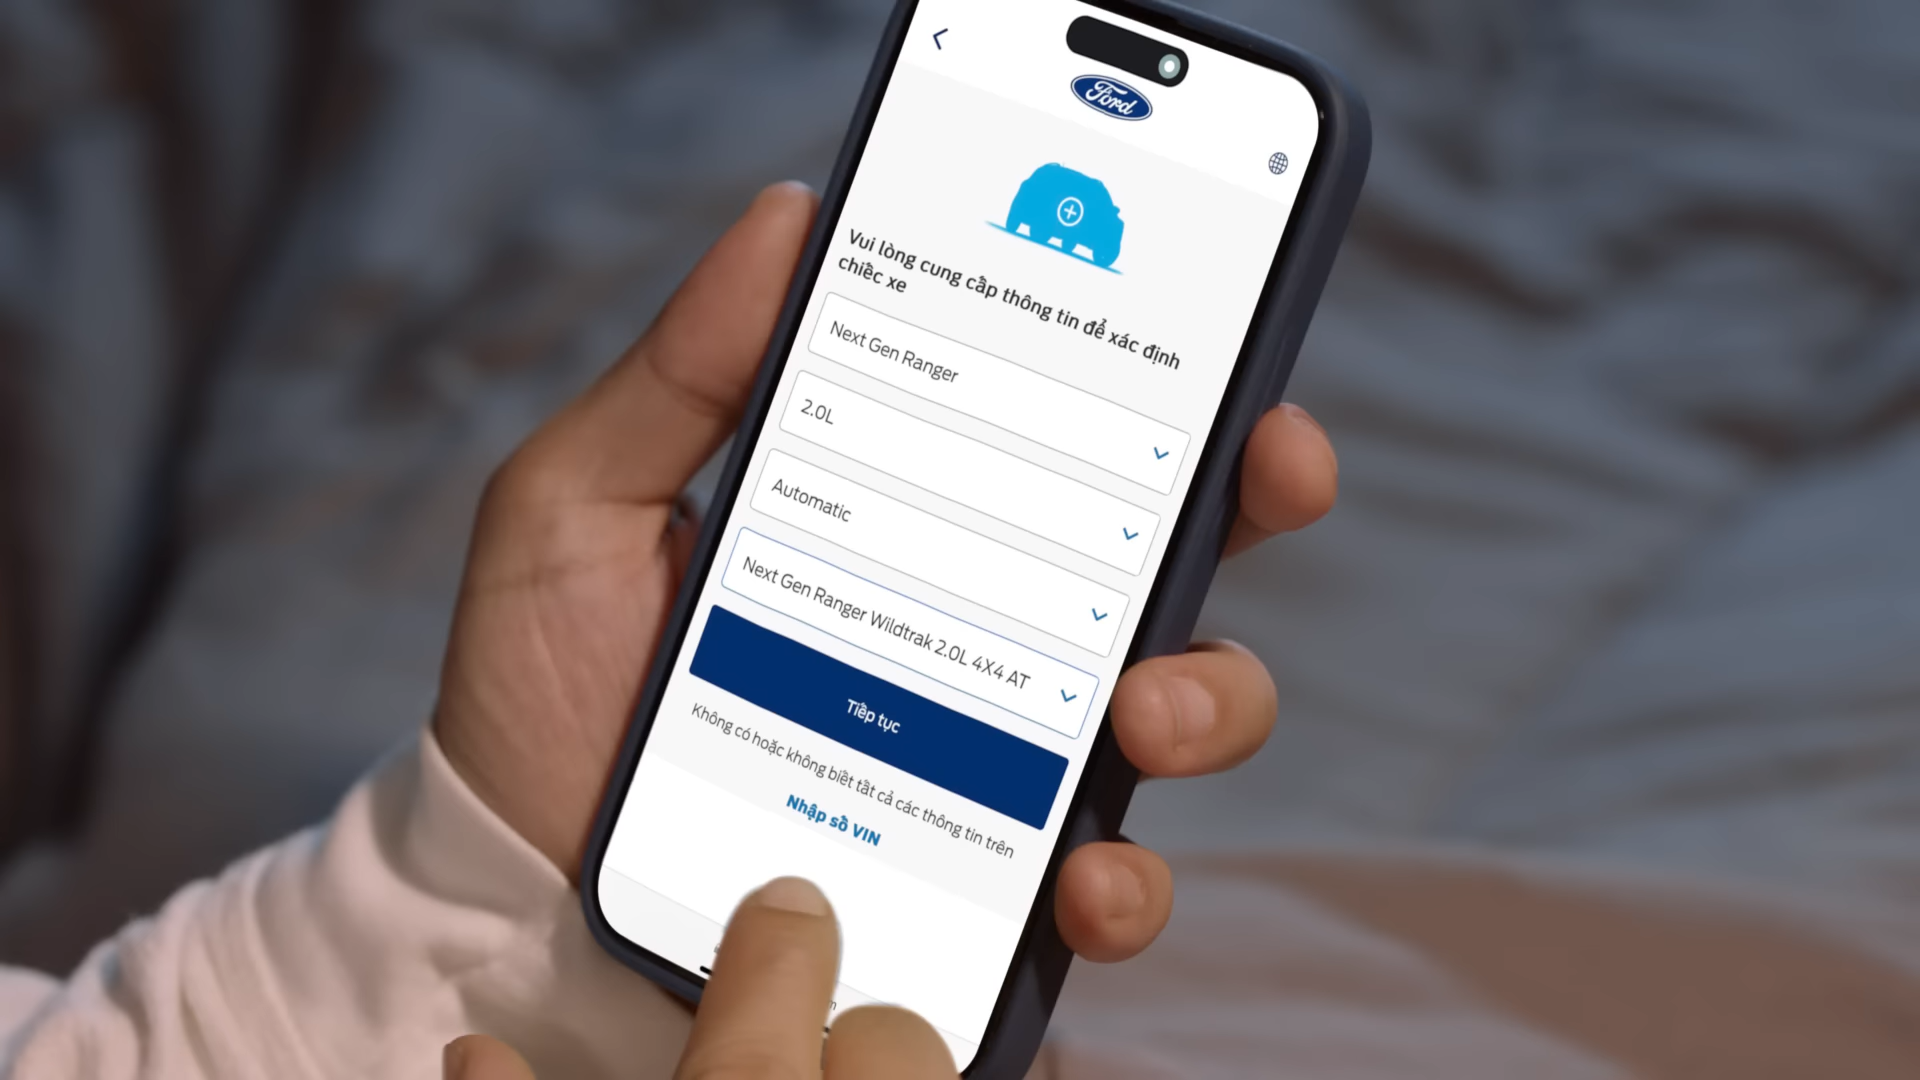 Ford
Vui lòng cung cấp thông tin để xác định
chiếc xe
Next Gen Ranger
2.0L
Automatic
Next Gen Ranger Wildtrak 2.0L 4X4 AT
Tiếp tục
Không có hoặc không biết tất cả các thông tin trên
Nhập số VIN